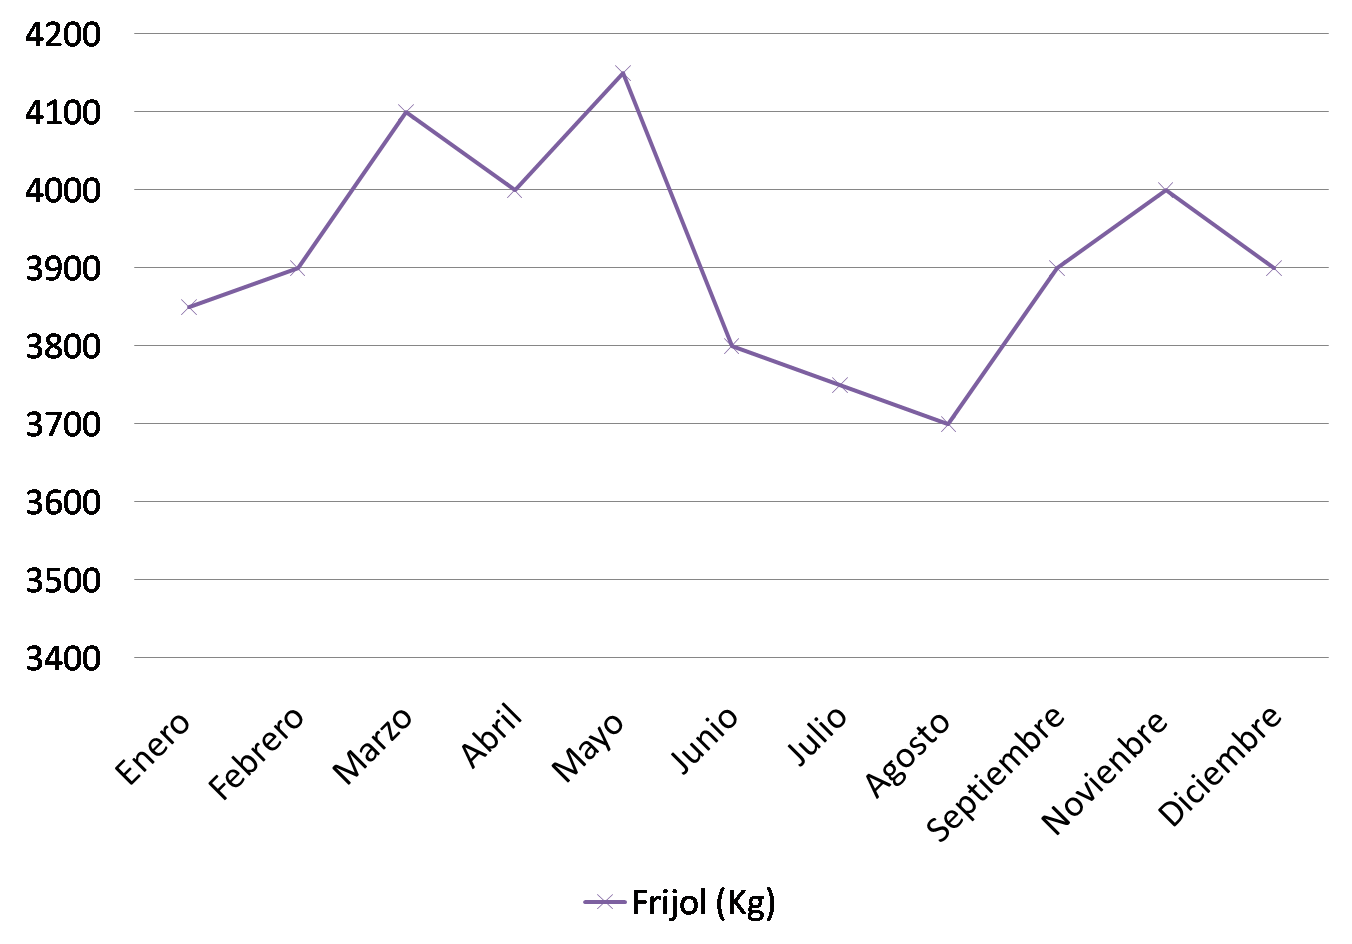 4200
4100
4000
3900
3800
3700
3600
3500
3400
Enero
Febrero
Marzo
Abril
Mayo
Junio
Julio
Agosto
Septiembre
Novienbre
Diciembre
Frijol (Kg)